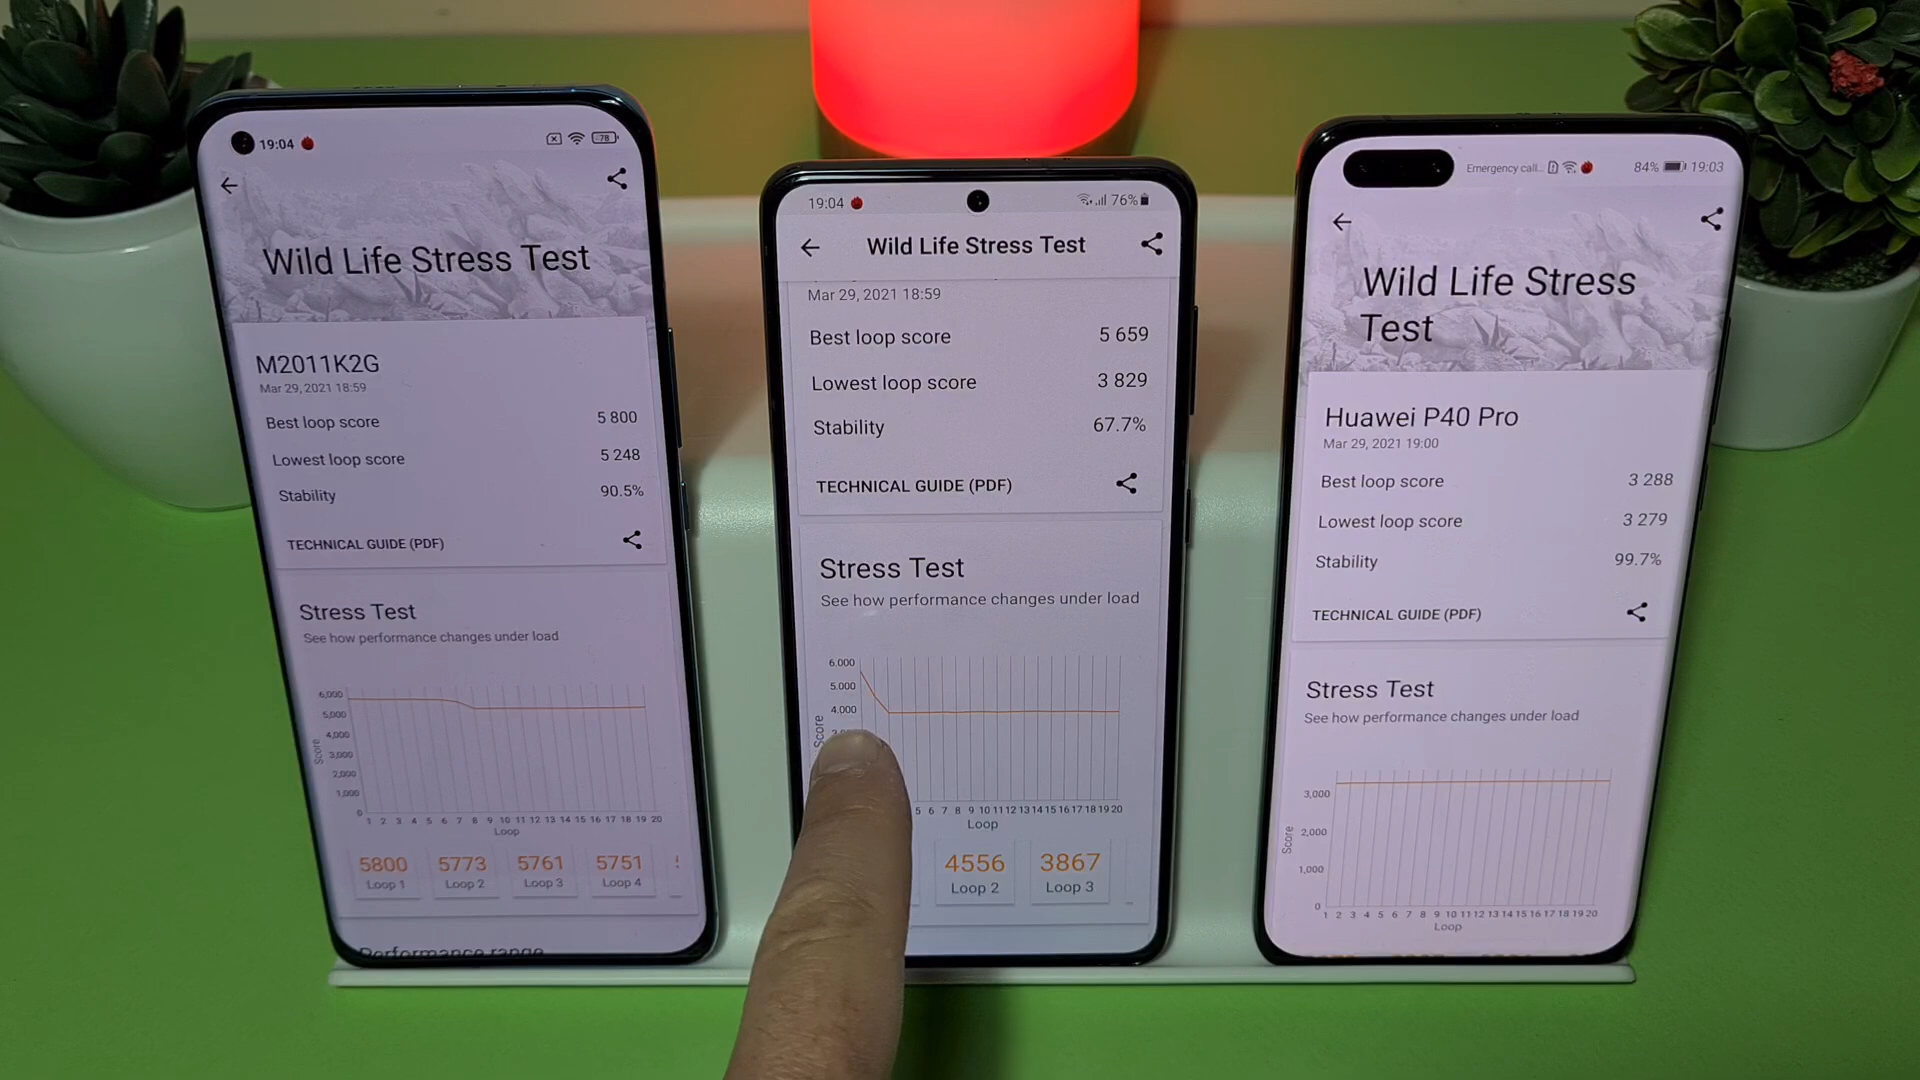 19:04
78
Wild Life Stress Test
M2011K2G
Mar 29, 2021 18:59
Best loop score 5 800
Lowest loop score 5 248
Stability 90.5%
TECHNICAL GUIDE (PDF)
Stress Test
See how performance changes under load
6,000
5,000
4,000
3,000
2,000
1,000
0
Score
1 2 3 4 5 6 7 8 9 10 11 12 13 14 15 16 17 18 19 20
Loop
5800 5773 5761 5751
Loop 1 Loop 2 Loop 3 Loop 4
Performance range
19:04 76%
Wild Life Stress Test
Mar 29, 2021 18:59
Best loop score 5 659
Lowest loop score 3 829
Stability 67.7%
TECHNICAL GUIDE (PDF)
Stress Test
See how performance changes under load
6,000
5,000
4,000
Score
5 6 7 8 9 10 11 12 13 14 15 16 17 18 19 20
Loop
4556 3867
Loop 2 Loop 3
Emergency call... 84% 19:03
Wild Life Stress
Test
Huawei P40 Pro
Mar 29, 2021 19:00
Best loop score 3 288
Lowest loop score 3 279
Stability 99.7%
TECHNICAL GUIDE (PDF)
Stress Test
See how performance changes under load
3,000
2,000
1,000
0
Score
1 2 3 4 5 6 7 8 9 10 11 12 13 14 15 16 17 18 19 20
Loop